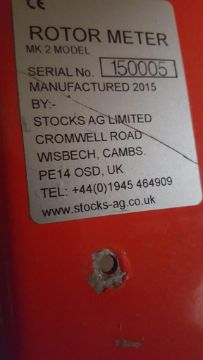 CE
ROTOR METER
MK 2 MODEL
SERIAL No. 150005
MANUFACTURED 2015
BY:-
STOCKS AG LIMITED
CROMWELL ROAD
WISBECH, CAMBS.
PE14 OSD, UK
TEL: +44(0)1945 464909
www.stocks-ag.co.uk